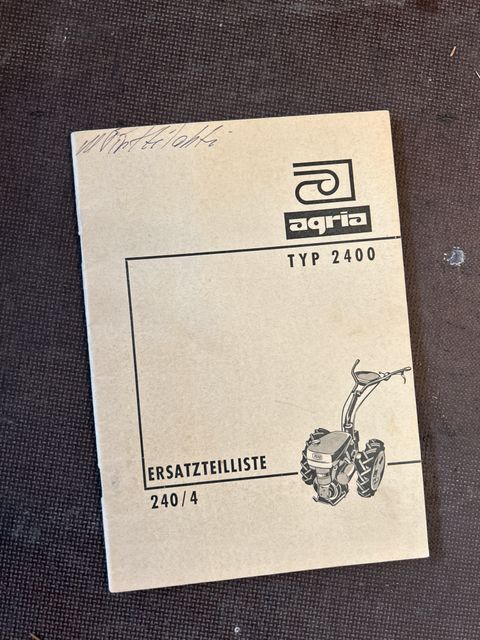 agria
TYP 2400
ERSATZTEILLISTE
240/4